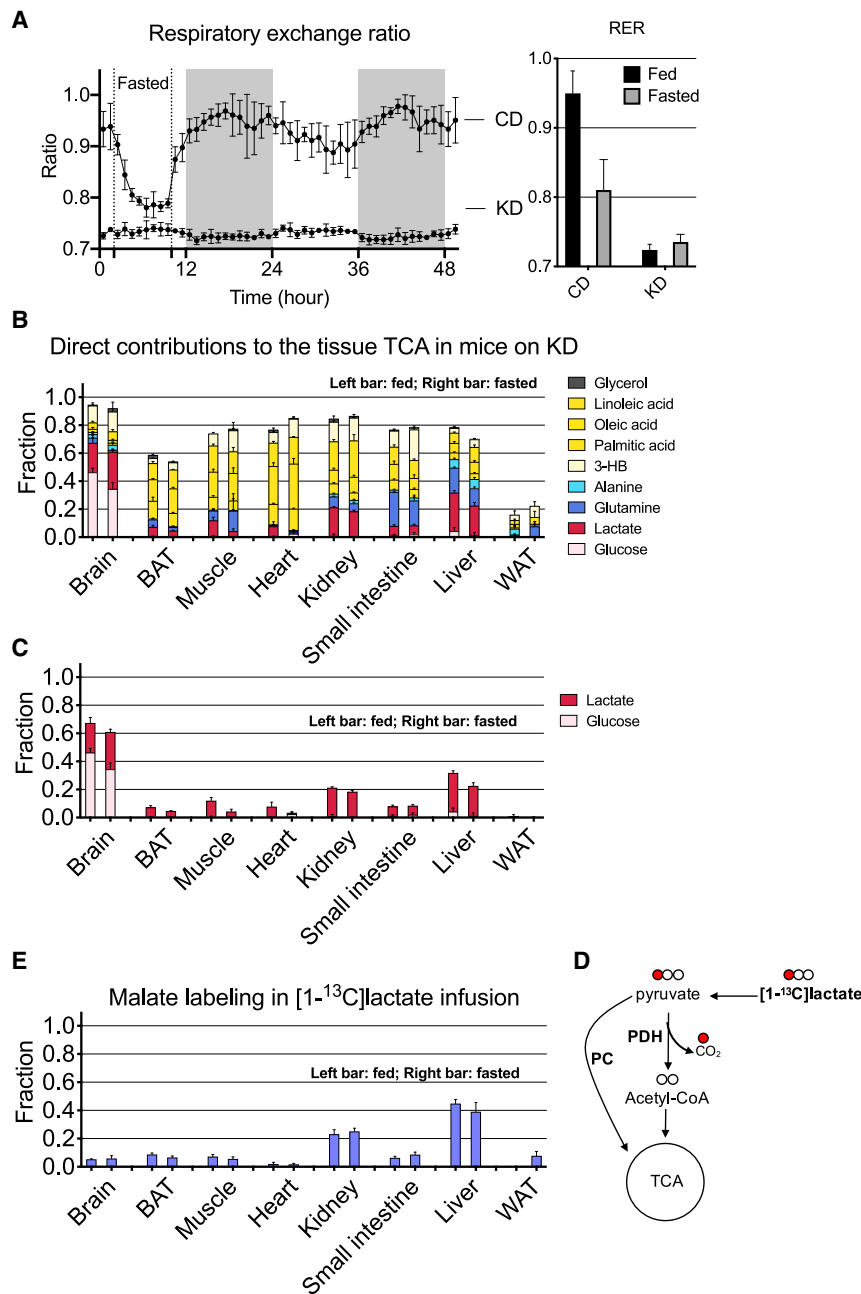 A
Respiratory exchange ratio
Fasted
1.0
0.9
0.8
0.7
Ratio
CD
KD
0
12
24
36
48
Time (hour)
RER
1.0
0.9
0.8
0.7
Fed
Fasted
CD
KD
B
Direct contributions to the tissue TCA in mice on KD
Left bar: fed; Right bar: fasted
1.0
0.8
0.6
0.4
0.2
0.0
Fraction
Brain
BAT
Muscle
Heart
Kidney
Small intestine
Liver
WAT
Glycerol
Linoleic acid
Oleic acid
Palmitic acid
3-HB
Alanine
Glutamine
Lactate
Glucose
C
Left bar: fed; Right bar: fasted
1.0
0.8
0.6
0.4
0.2
0.0
Fraction
Brain
BAT
Muscle
Heart
Kidney
Small intestine
Liver
WAT
Lactate
Glucose
E
Malate labeling in [1-¹³C]lactate infusion
Left bar: fed; Right bar: fasted
1.0
0.8
0.6
0.4
0.2
0.0
Fraction
Brain
BAT
Muscle
Heart
Kidney
Small intestine
Liver
WAT
D
pyruvate
[1-¹³C]lactate
PDH
CO₂
PC
Acetyl-CoA
TCA